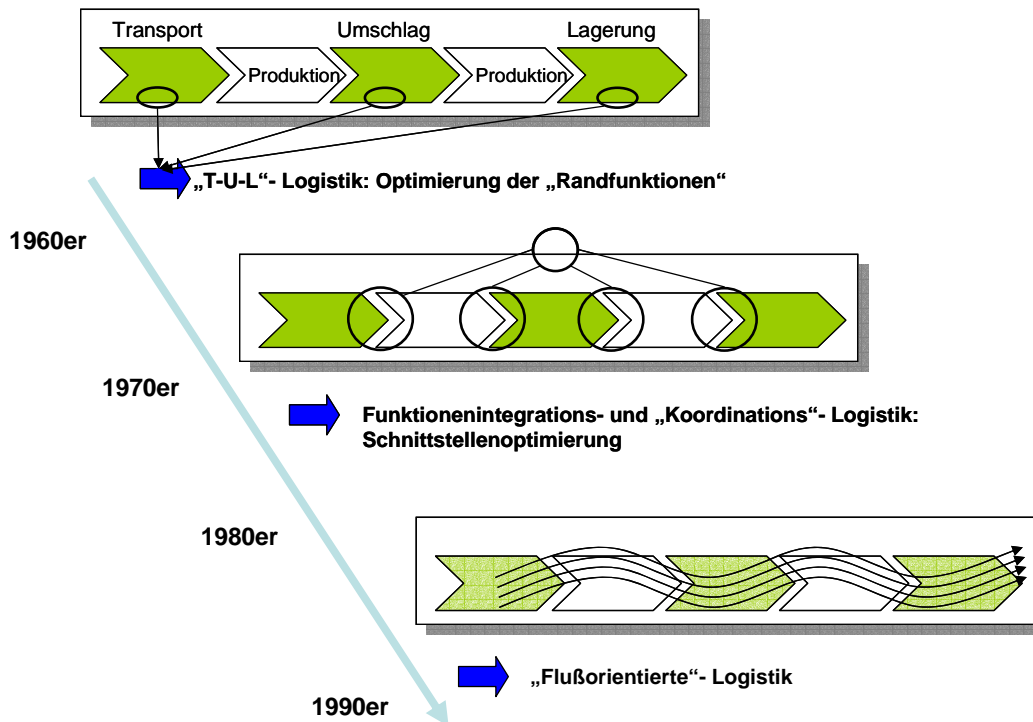 Transport Umschlag Lagerung
Produktion Produktion
„T-U-L“- Logistik: Optimierung der „Randfunktionen“
1960er
1970er
Funktionenintegrations- und „Koordinations“- Logistik:
Schnittstellenoptimierung
1980er
„Flußorientierte“- Logistik
1990er